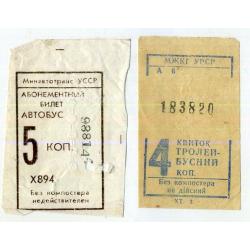 Минавтотранс УССР
АБОНЕМЕНТНЫЙ
БИЛЕТ
АВТОБУС
5 КОП.
Х894
Без компостера
недействителен
МЖКГ УРСР
А
183820
4 КВИТОК
ТРОЛЕЙ-
БУСНИЙ
КОП.
Без компостера
не дійсний